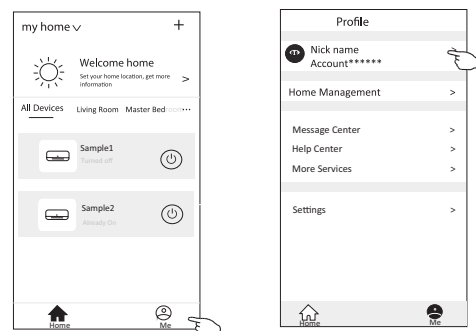 my home
+
Welcome home
Set your home location, get more
information
>
All Devices Living Room Master Bedroom•••
Sample1
Turned off
Sample2
Already On
Home
Me
Profile
Nick name
Account******
>
Home Management >
Message Center >
Help Center >
More Services >
Settings >
Home
Me